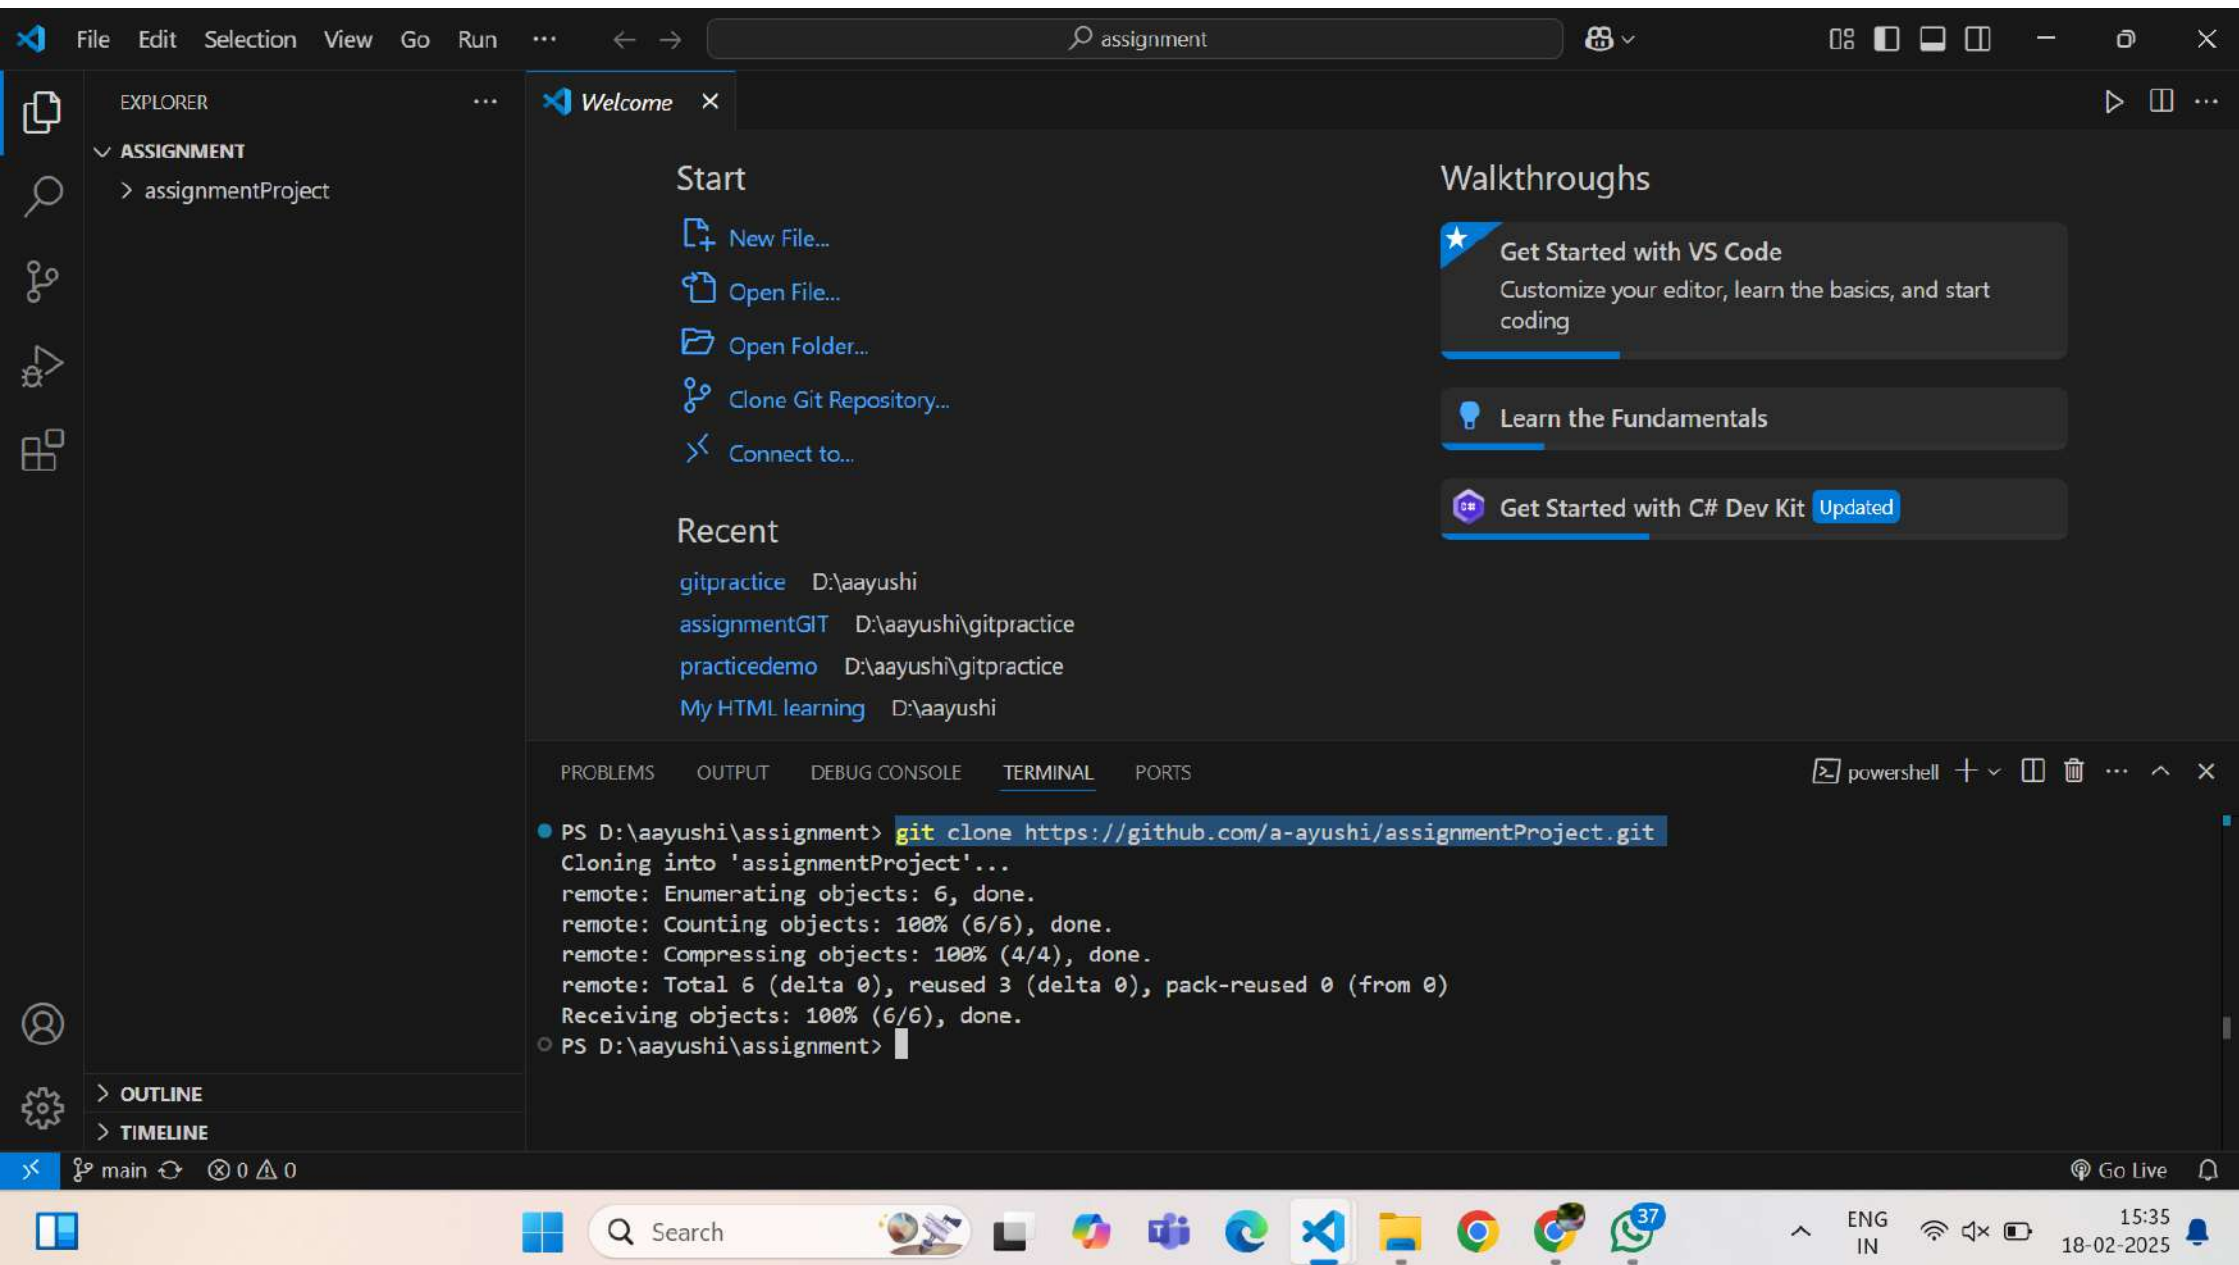 File Edit Selection View Go Run ... assignment
EXPLORER ...
ASSIGNMENT
assignmentProject
Welcome
Start
New File...
Open File...
Open Folder...
Clone Git Repository...
Connect to...
Recent
gitpractice D:\aayushi
assignmentGIT D:\aayushi\gitpractice
practicedemo D:\aayushi\gitpractice
My HTML learning D:\aayushi
Walkthroughs
Get Started with VS Code
Customize your editor, learn the basics, and start
coding
Learn the Fundamentals
Get Started with C# Dev Kit Updated
PROBLEMS OUTPUT DEBUG CONSOLE TERMINAL PORTS powershell
PS D:\aayushi\assignment> git clone https://github.com/a-ayushi/assignmentProject.git
Cloning into 'assignmentProject'...
remote: Enumerating objects: 6, done.
remote: Counting objects: 100% (6/6), done.
remote: Compressing objects: 100% (4/4), done.
remote: Total 6 (delta 0), reused 3 (delta 0), pack-reused 0 (from 0)
Receiving objects: 100% (6/6), done.
PS D:\aayushi\assignment>
OUTLINE
TIMELINE
main 0 0 Go Live
Search 37 ENG 15:35
IN 18-02-2025